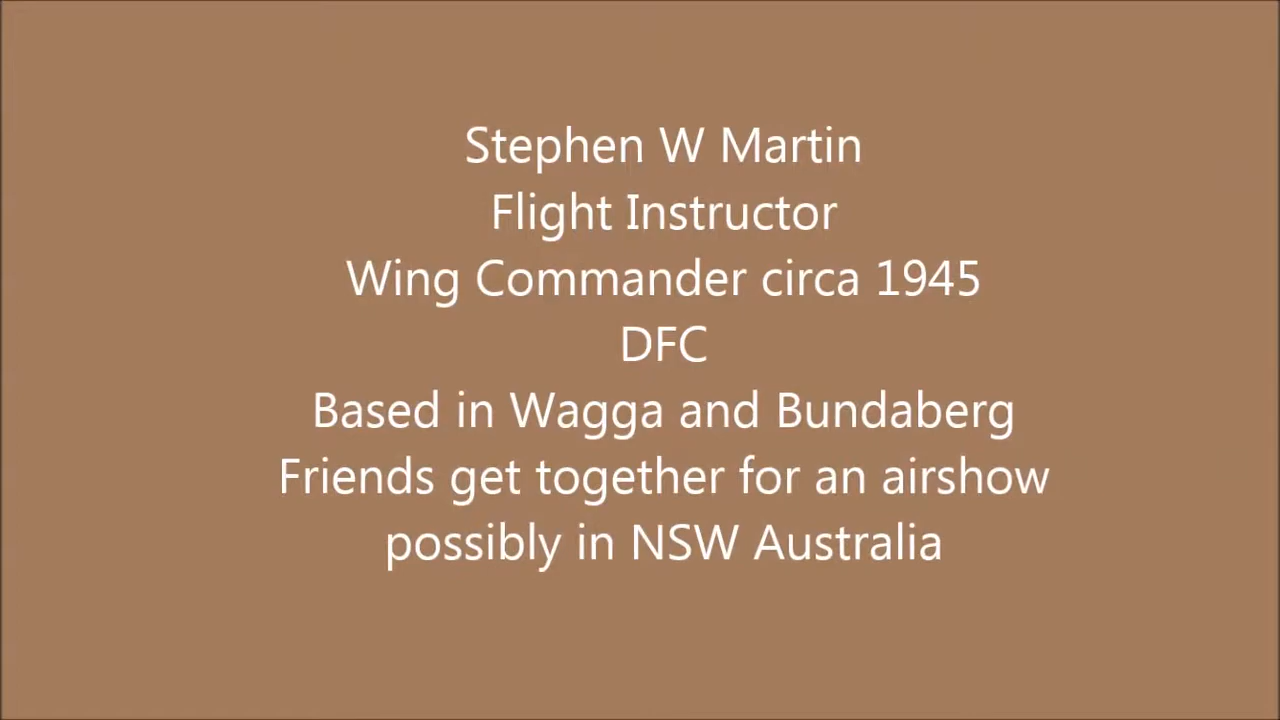 Stephen W Martin
Flight Instructor
Wing Commander circa 1945
DFC
Based in Wagga and Bundaberg
Friends get together for an airshow
possibly in NSW Australia